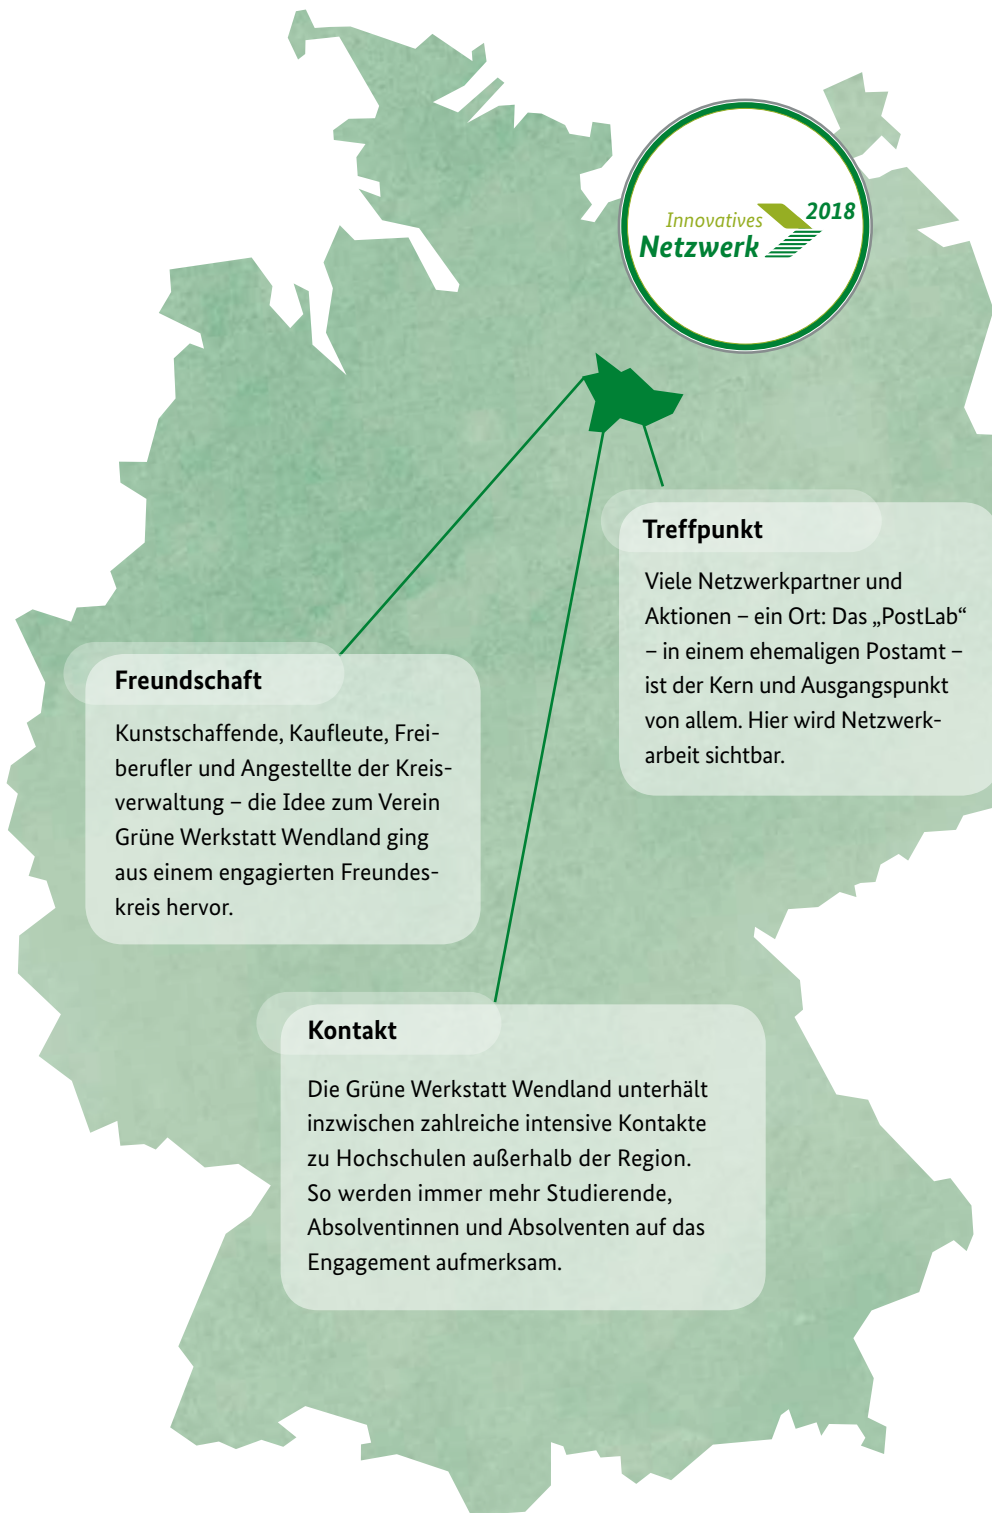 Innovatives 2018
Netzwerk
Treffpunkt
Viele Netzwerkpartner und
Aktionen – ein Ort: Das „PostLab“
– in einem ehemaligen Postamt –
ist der Kern und Ausgangspunkt
von allem. Hier wird Netzwerk-
arbeit sichtbar.
Freundschaft
Kunstschaffende, Kaufleute, Frei-
berufler und Angestellte der Kreis-
verwaltung – die Idee zum Verein
Grüne Werkstatt Wendland ging
aus einem engagierten Freundes-
kreis hervor.
Kontakt
Die Grüne Werkstatt Wendland unterhält
inzwischen zahlreiche intensive Kontakte
zu Hochschulen außerhalb der Region.
So werden immer mehr Studierende,
Absolventinnen und Absolventen auf das
Engagement aufmerksam.